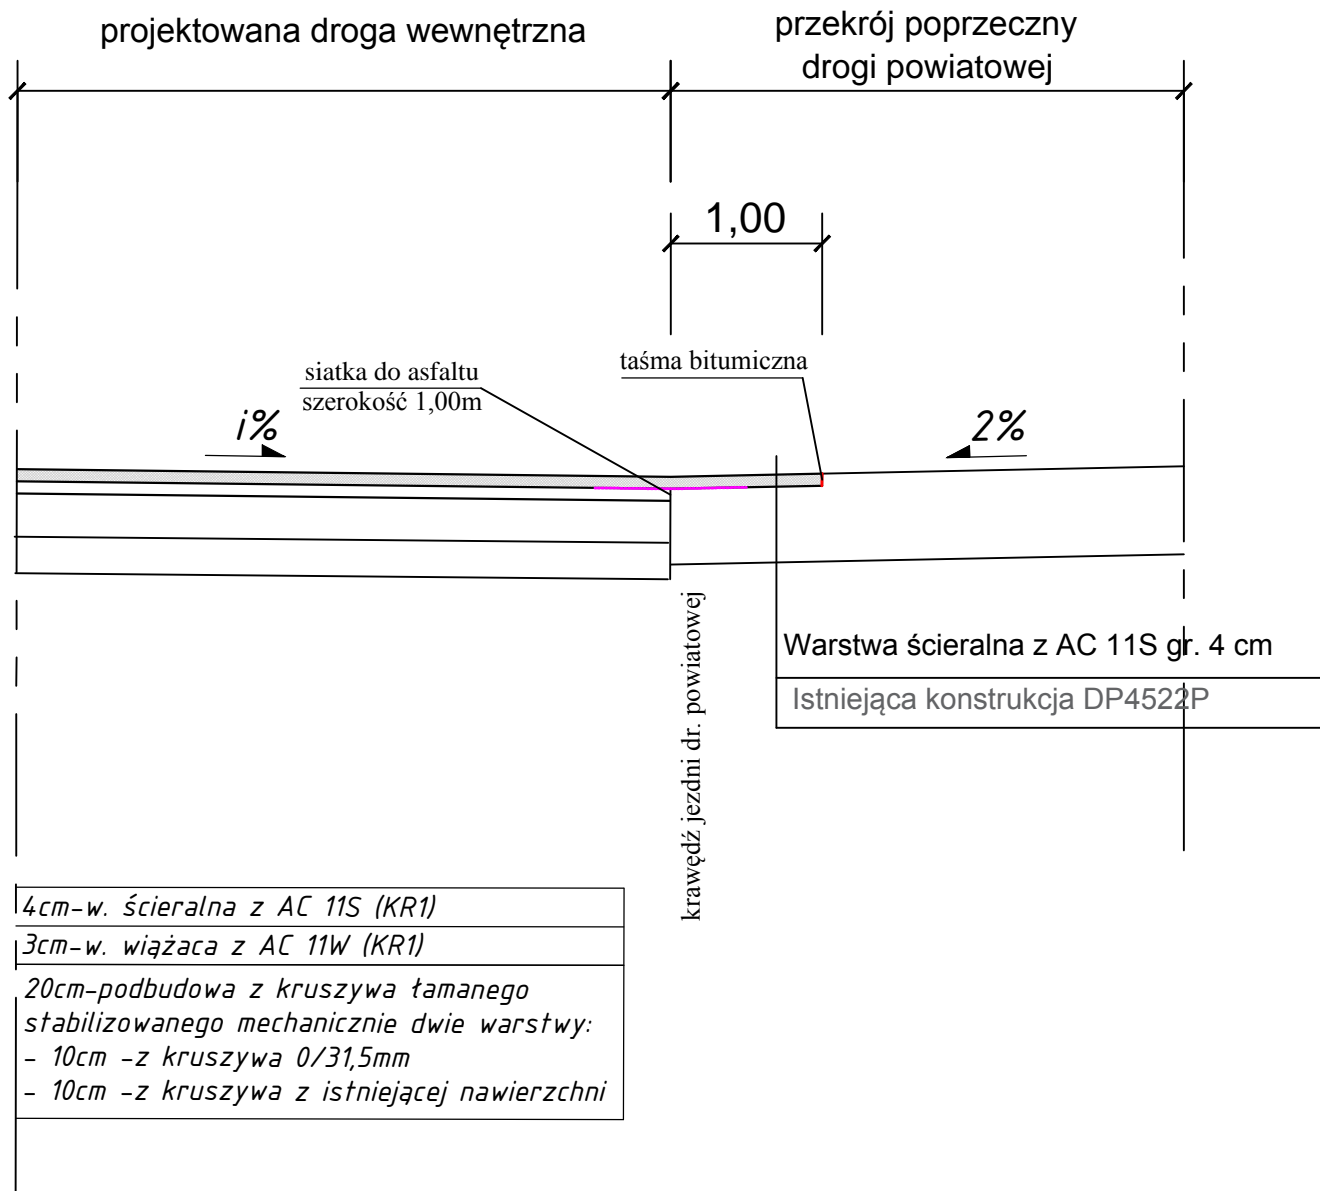 projektowana droga wewnętrzna
przekrój poprzeczny
drogi powiatowej
1,00
siatka do asfaltu
szerokość 1,00m
taśma bitumiczna
i%
2%
Warstwa ścieralna z AC 11S gr. 4 cm
Istniejąca konstrukcja DP4522P
krawędź jezdni dr. powiatowej
4cm-w. ścieralna z AC 11S (KR1)
3cm-w. wiążaca z AC 11W (KR1)
20cm-podbudowa z kruszywa łamanego
stabilizowanego mechanicznie dwie warstwy:
- 10cm -z kruszywa 0/31,5mm
- 10cm -z kruszywa z istniejącej nawierzchni